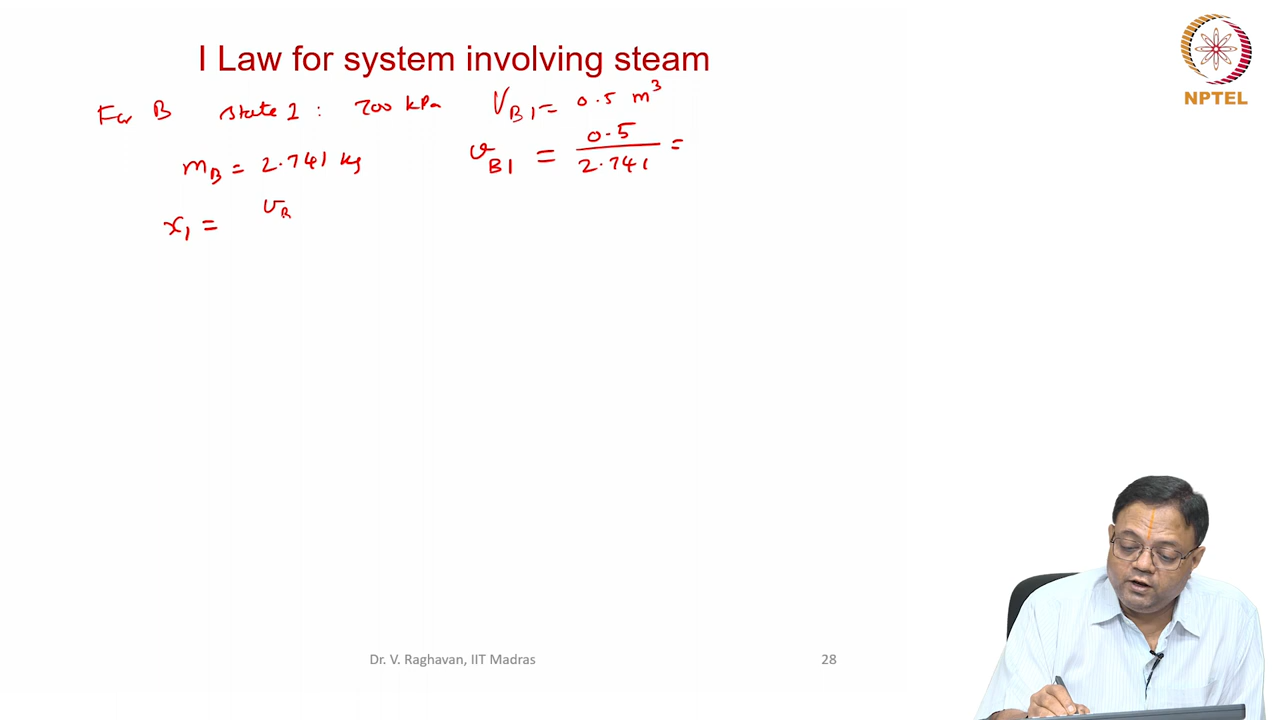 I Law for system involving steam
NPTEL
For B state 1 : 700 kPa V_B1 = 0.5 m³
m_B = 2.741 kg v_B1 = 0.5 / 2.741 =
x_1 = v_B
Dr. V. Raghavan, IIT Madras
28